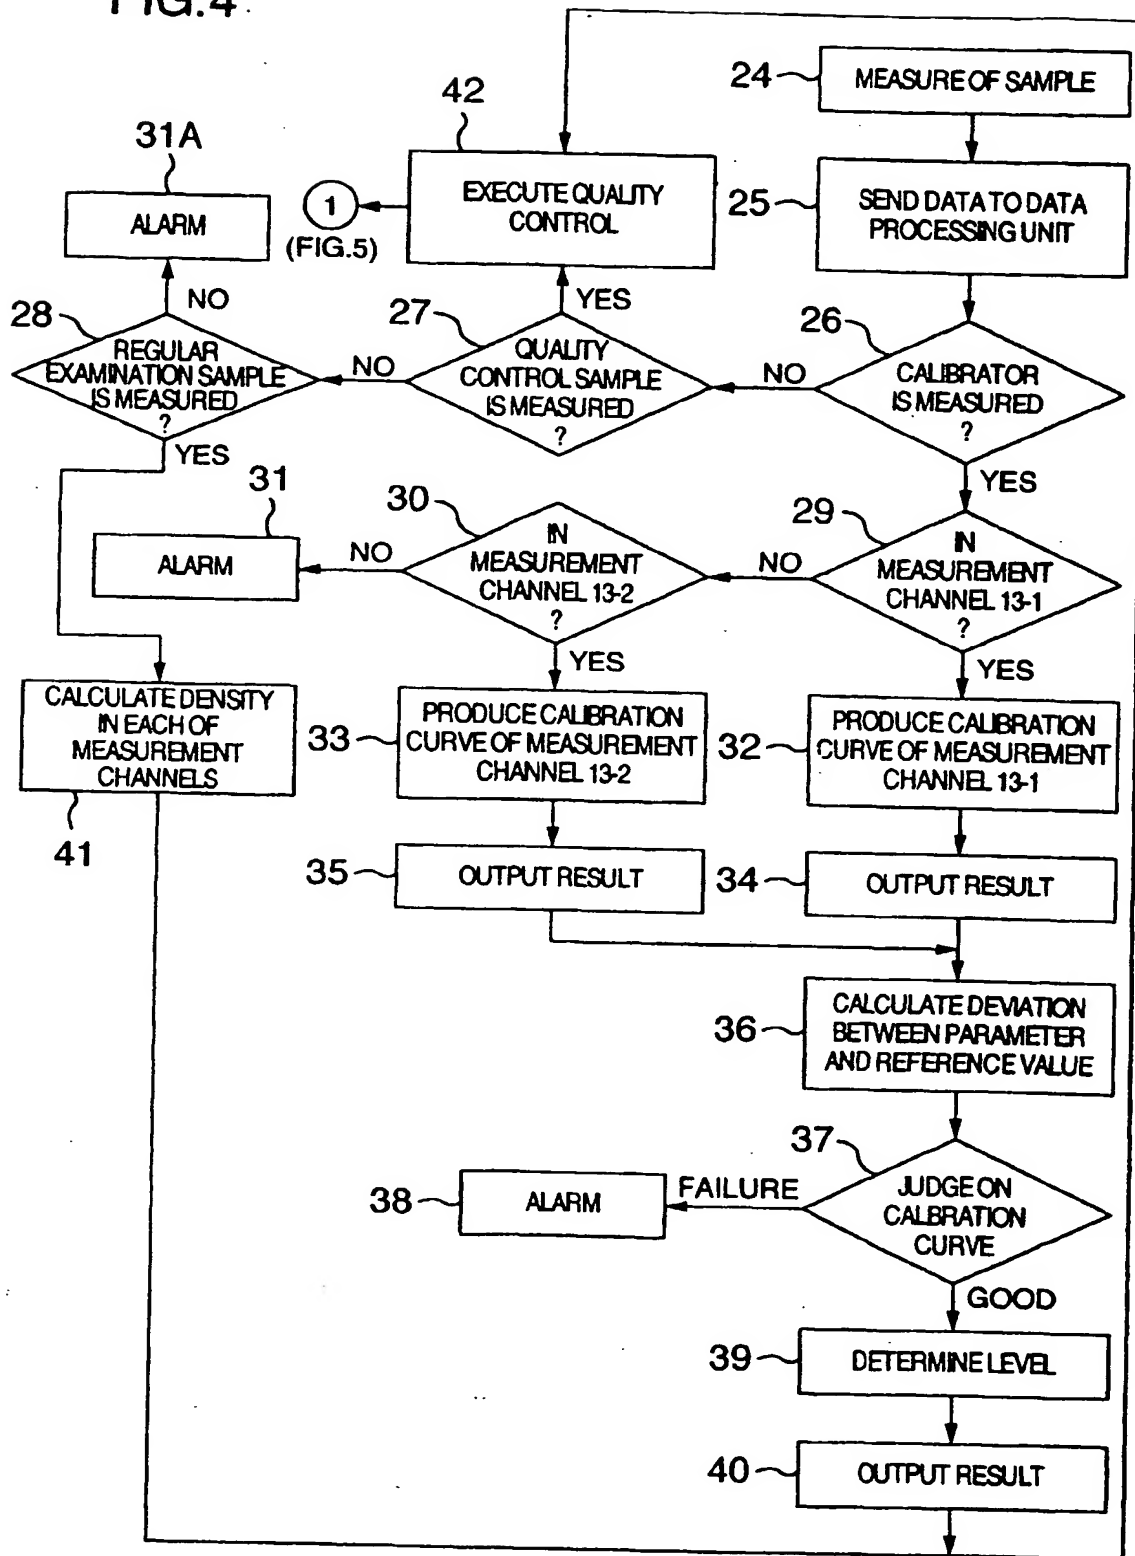 FIG.4
24
MEASURE OF SAMPLE
42
31A
ALARM
1
(FIG.5)
EXECUTE QUALITY
CONTROL
25
SEND DATA TO DATA
PROCESSING UNIT
NO
YES
28
REGULAR
EXAMINATION SAMPLE
IS MEASURED
?
NO
27
QUALITY
CONTROL SAMPLE
IS MEASURED
?
NO
26
CALIBRATOR
IS MEASURED
?
YES
YES
31
ALARM
NO
30
IN
MEASUREMENT
CHANNEL 13-2
?
NO
29
IN
MEASUREMENT
CHANNEL 13-1
?
YES
YES
CALCULATE DENSITY
IN EACH OF
MEASUREMENT
CHANNELS
41
33
PRODUCE CALIBRATION
CURVE OF MEASUREMENT
CHANNEL 13-2
32
PRODUCE CALIBRATION
CURVE OF MEASUREMENT
CHANNEL 13-1
35
OUTPUT RESULT
34
OUTPUT RESULT
36
CALCULATE DEVIATION
BETWEEN PARAMETER
AND REFERENCE VALUE
37
38
ALARM
FAILURE
JUDGE ON
CALBRATION
CURVE
GOOD
39
DETERMINE LEVEL
40
OUTPUT RESULT